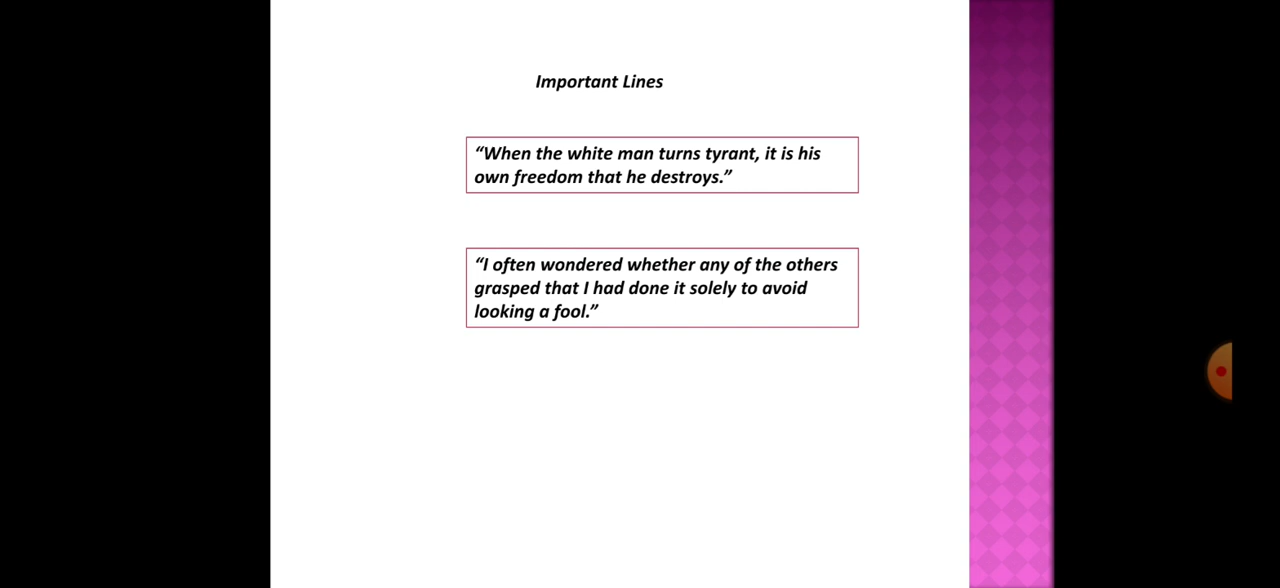 Important Lines
“When the white man turns tyrant, it is his
own freedom that he destroys.”
“I often wondered whether any of the others
grasped that I had done it solely to avoid
looking a fool.”